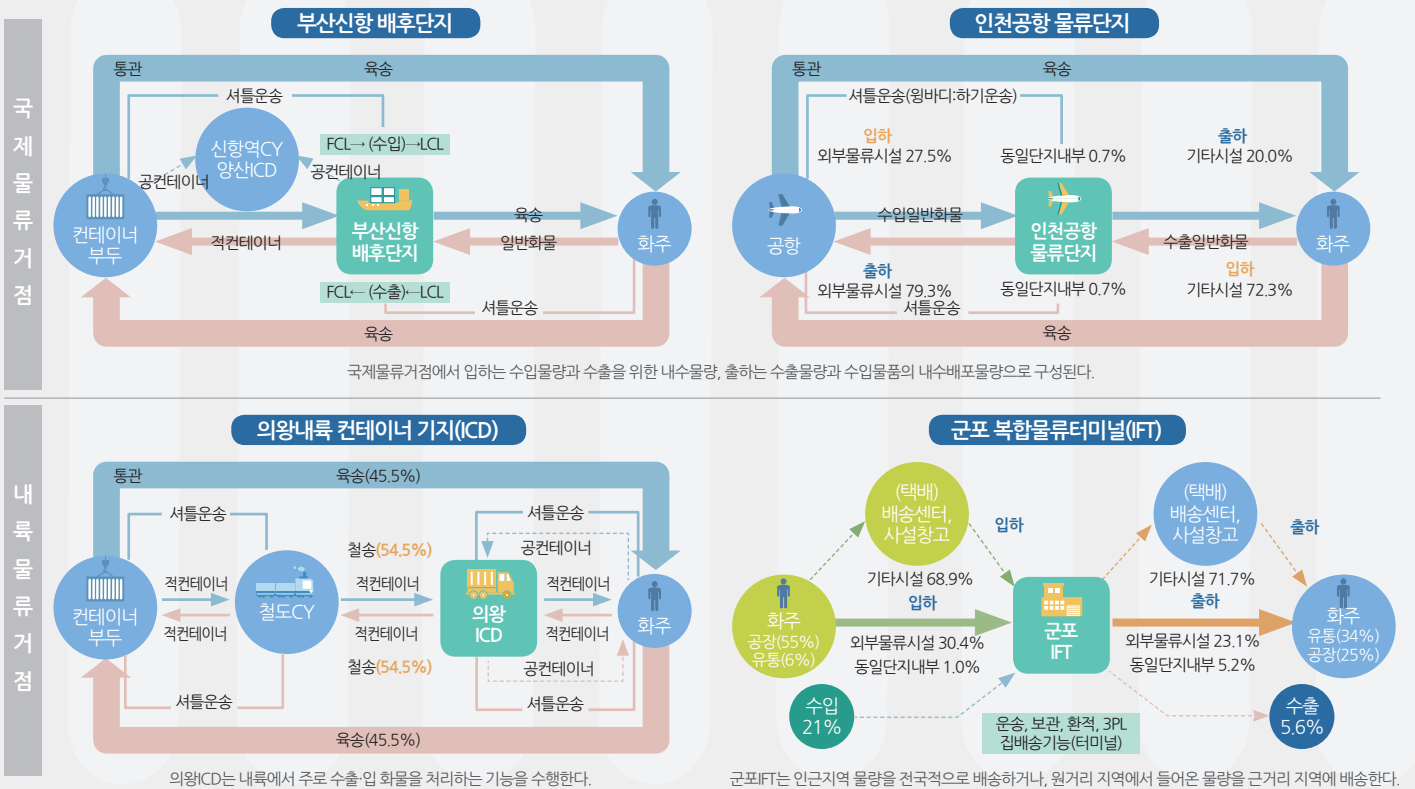 국제물류거점
부산신항 배후단지
통관
육송
셔틀운송
신항역CY
양산ICD
FCL→ (수입)→LCL
공컨테이너
공컨테이너
컨테이너
부두
부산신항
배후단지
육송
화주
적컨테이너
일반화물
FCL← (수출)←LCL
셔틀운송
육송
인천공항 물류단지
통관
육송
셔틀운송(윙바디:하기운송)
입하
외부물류시설 27.5%
동일단지내부 0.7%
출하
기타시설 20.0%
수입일반화물
공항
인천공항
물류단지
화주
수출일반화물
출하
외부물류시설 79.3%
동일단지내부 0.7%
입하
기타시설 72.3%
셔틀운송
육송
국제물류거점에서 입하는 수입물량과 수출을 위한 내수물량, 출하는 수출물량과 수입물품의 내수배포물량으로 구성된다.
내륙물류거점
의왕내륙 컨테이너 기지(ICD)
통관
육송(45.5%)
셔틀운송
셔틀운송
철송(54.5%)
공컨테이너
적컨테이너
적컨테이너
적컨테이너
컨테이너
부두
철도CY
의왕
ICD
화주
적컨테이너
적컨테이너
적컨테이너
철송(54.5%)
공컨테이너
셔틀운송
셔틀운송
육송(45.5%)
의왕ICD는 내륙에서 주로 수출·입 화물을 처리하는 기능을 수행한다.
군포 복합물류터미널(IFT)
(택배)
배송센터,
사설창고
입하
(택배)
배송센터,
사설창고
출하
기타시설 68.9%
입하
기타시설 71.7%
출하
화주
공장(55%)
유통(6%)
외부물류시설 30.4%
동일단지내부 1.0%
군포
IFT
외부물류시설 23.1%
동일단지내부 5.2%
화주
유통(34%)
공장(25%)
수입
21%
운송, 보관, 환적, 3PL
집배송기능(터미널)
수출
5.6%
군포IFT는 인근지역 물량을 전국적으로 배송하거나, 원거리 지역에서 들어온 물량을 근거리 지역에 배송한다.